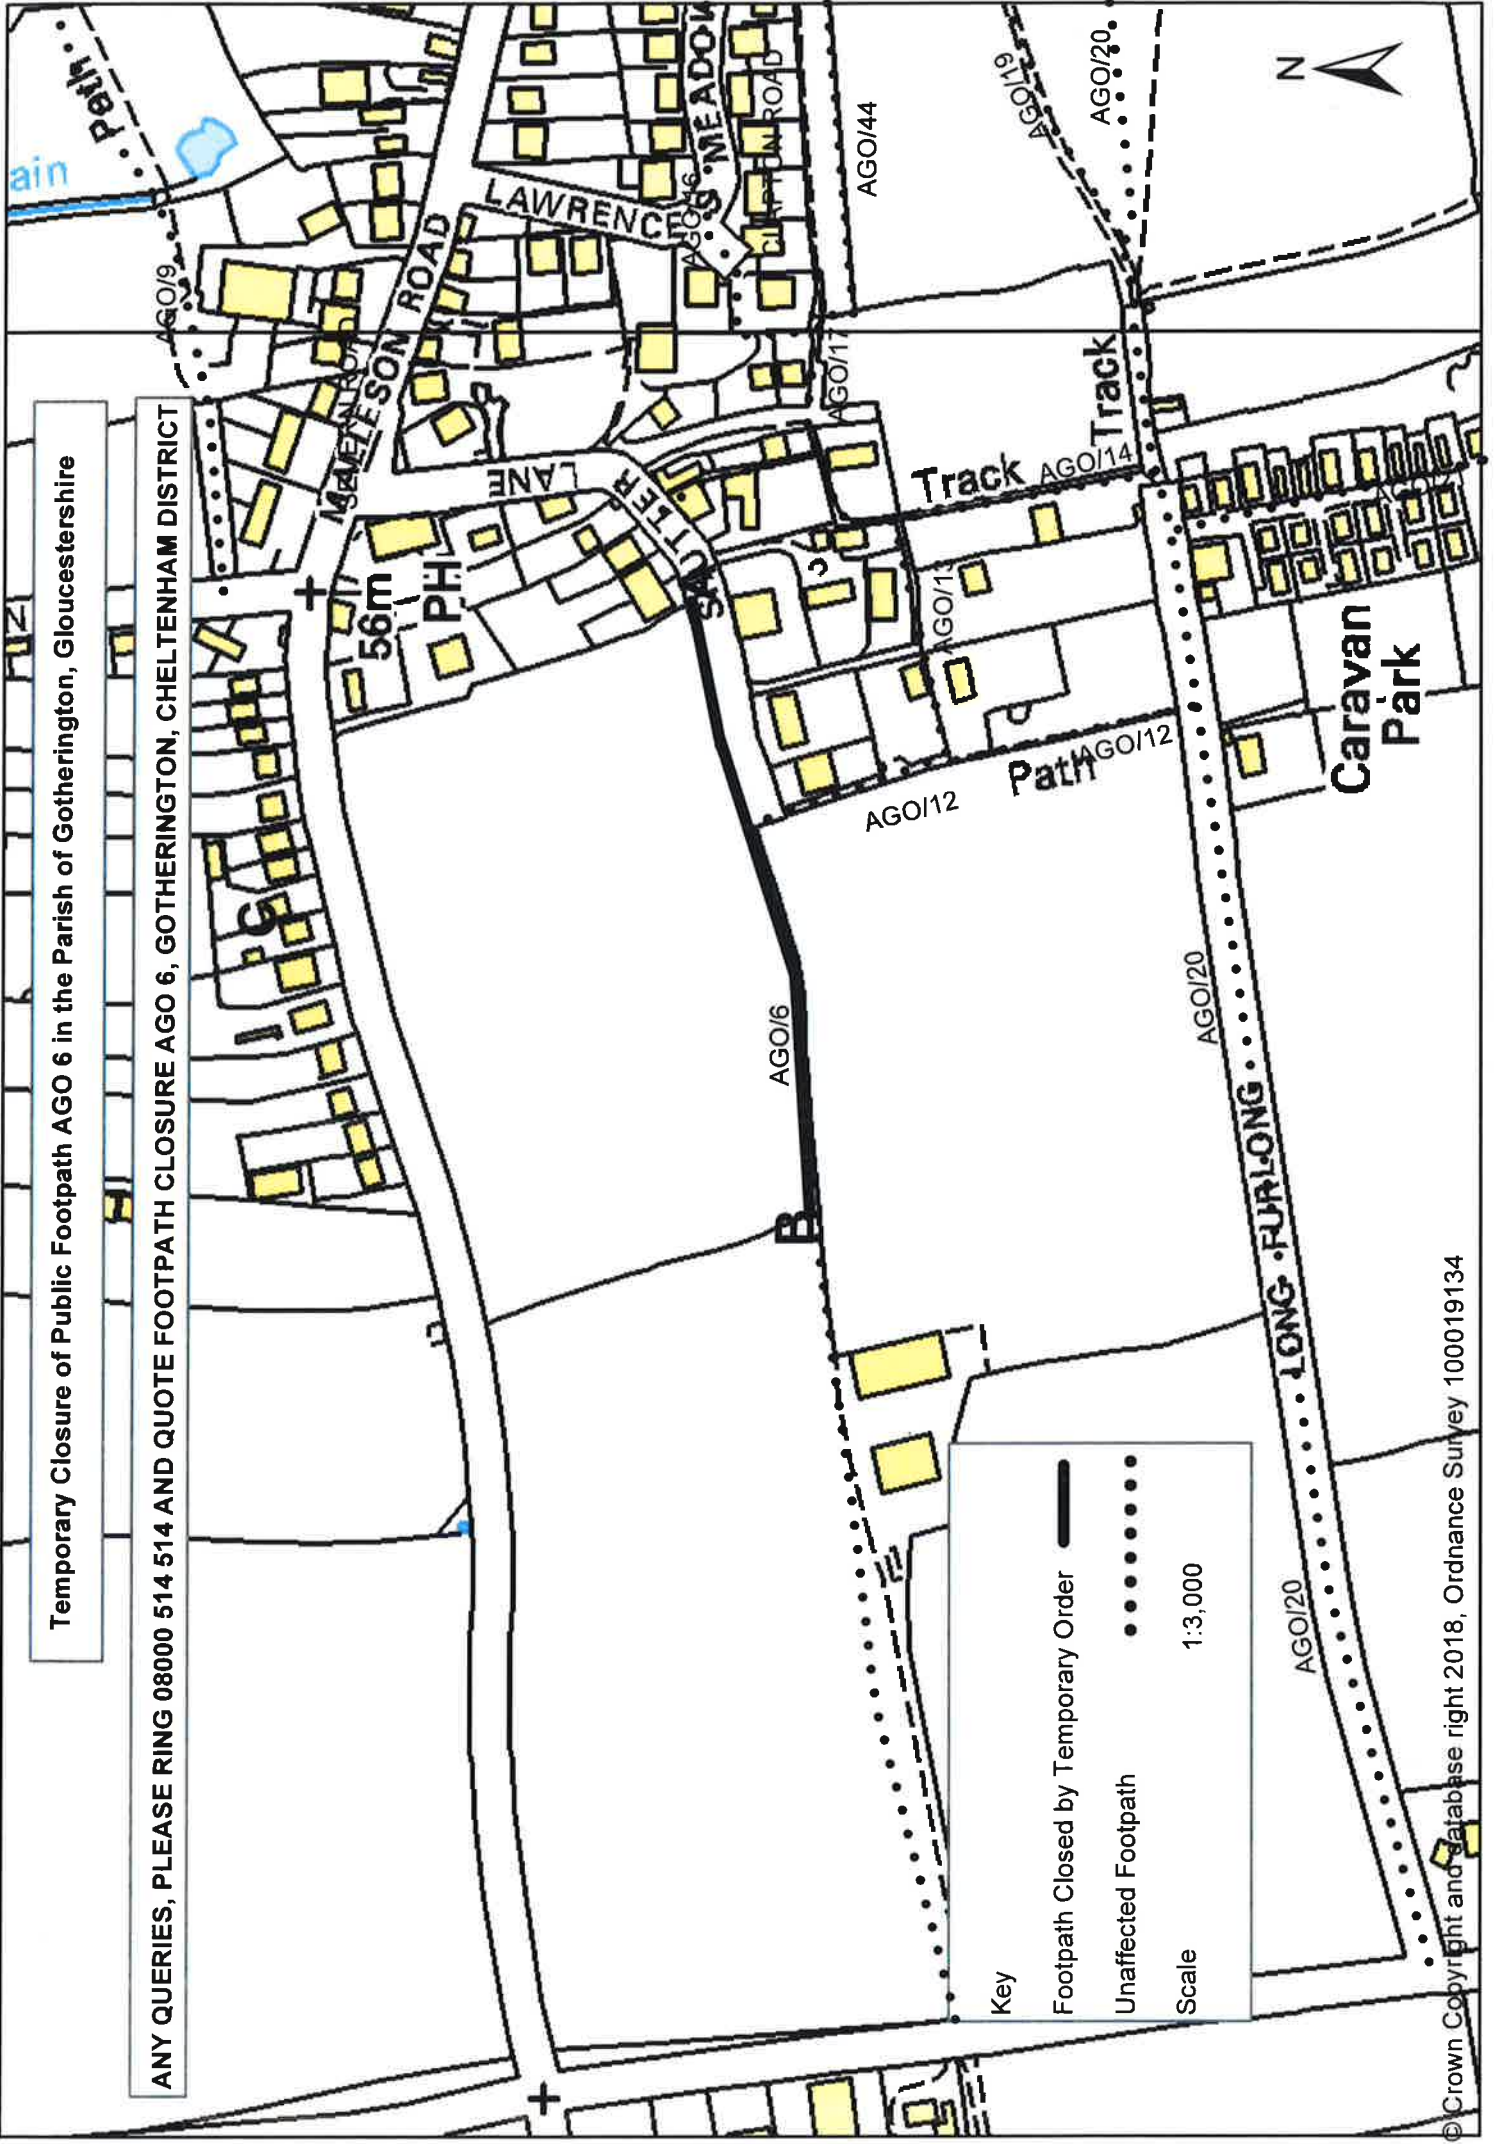 Temporary Closure of Public Footpath AGO 6 in the Parish of Gotherington, Gloucestershire
ANY QUERIES, PLEASE RING 08000 514 514 AND QUOTE FOOTPATH CLOSURE AGO 6, GOTHERINGTON, CHELTENHAM DISTRICT
ain
Path
AGO/9
MALLESON ROAD
LAWRENCE
S MEADOW
CLAPTON ROAD
AGO/44
AGO/19
AGO/20
N
56m
PH
LANE
AGO/17
Track
Track
AGO/14
AGO/12
Path
AGO/12
AGO/6
B
AGO/20
LONG FURLONG
AGO/20
Caravan
Park
Key
Footpath Closed by Temporary Order
Unaffected Footpath
Scale
1:3,000
© Crown Copyright and database right 2018, Ordnance Survey 100019134